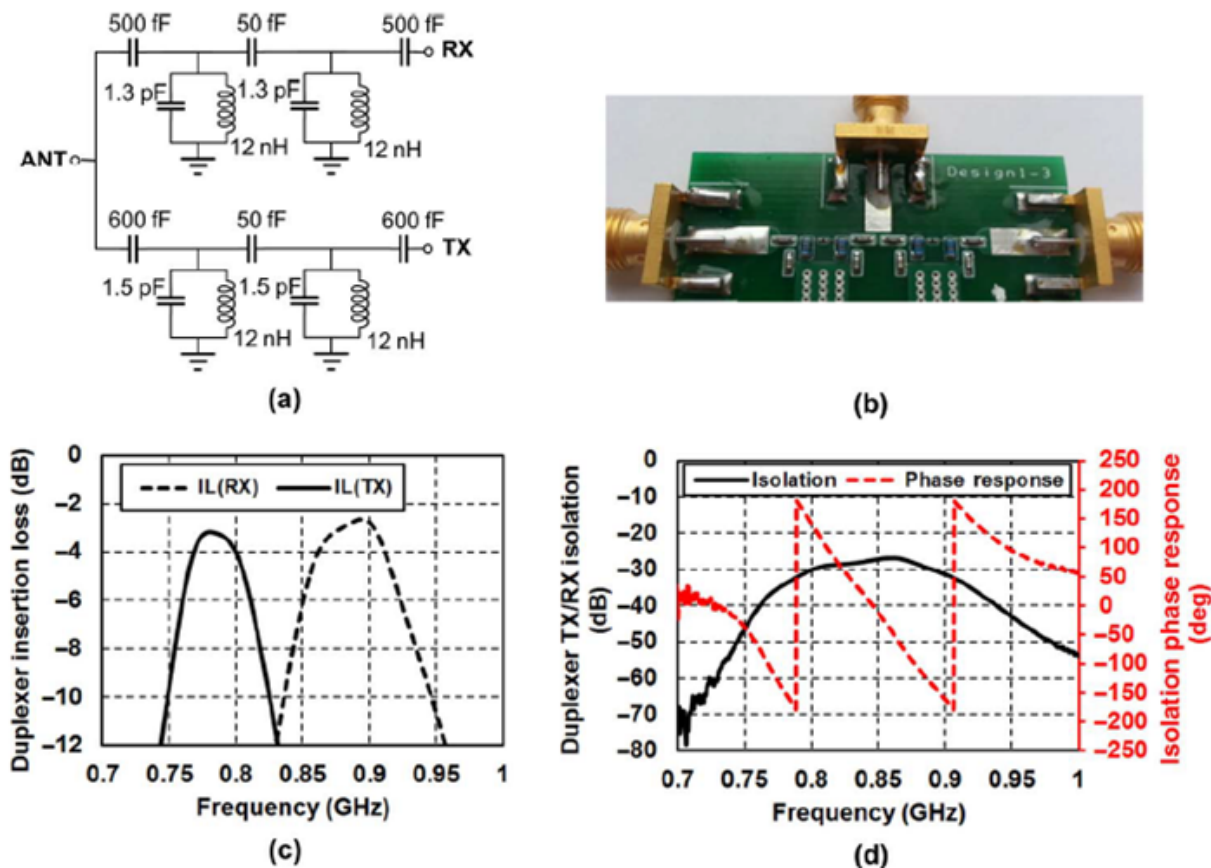 500 fF 50 fF 500 fF
RX
1.3 pF 1.3 pF
12 nH 12 nH
ANT
600 fF 50 fF 600 fF
TX
1.5 pF 1.5 pF
12 nH 12 nH
(a)
Design1-3
(b)
Duplexer insertion loss (dB)
0
−2
−4
−6
−8
−10
−12
IL(RX) IL(TX)
0.7 0.75 0.8 0.85 0.9 0.95 1
Frequency (GHz)
(c)
Duplexer TX/RX isolation
(dB)
0
−10
−20
−30
−40
−50
−60
−70
−80
Isolation Phase response
250
200
150
100
50
0
−50
−100
−150
−200
−250
Isolation phase response
(deg)
0.7 0.75 0.8 0.85 0.9 0.95 1
Frequency (GHz)
(d)